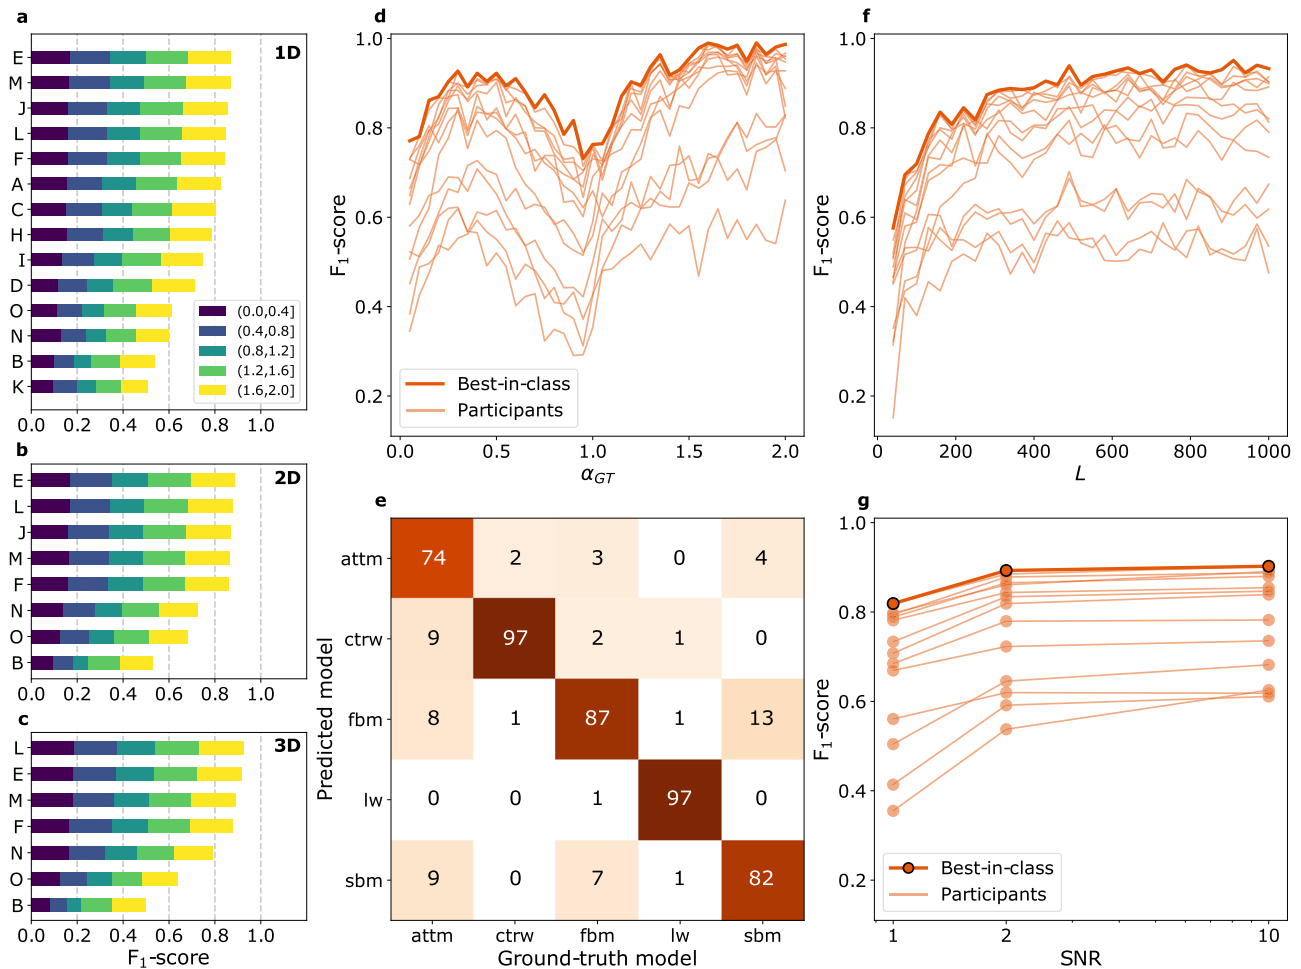 a
1D
E
M
J
L
F
A
C
H
I
D
O
N
B
K
(0.0,0.4]
(0.4,0.8]
(0.8,1.2]
(1.2,1.6]
(1.6,2.0]
0.0 0.2 0.4 0.6 0.8 1.0
b
2D
E
L
J
M
F
N
O
B
0.0 0.2 0.4 0.6 0.8 1.0
c
3D
L
E
M
F
N
O
B
0.0 0.2 0.4 0.6 0.8 1.0
F₁-score
d
F₁-score
1.0
0.8
0.6
0.4
0.2
Best-in-class
Participants
0.0 0.5 1.0 1.5 2.0
α_GT
e
Predicted model
attm 74 2 3 0 4
ctrw 9 97 2 1 0
fbm 8 1 87 1 13
lw 0 0 1 97 0
sbm 9 0 7 1 82
attm ctrw fbm lw sbm
Ground-truth model
f
F₁-score
1.0
0.8
0.6
0.4
0.2
0 200 400 600 800 1000
L
g
F₁-score
1.0
0.8
0.6
0.4
0.2
Best-in-class
Participants
1 2 10
SNR